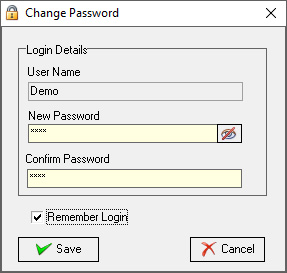 Change Password
Login Details
User Name
Demo
New Password
****
Confirm Password
****
Remember Login
Save
Cancel